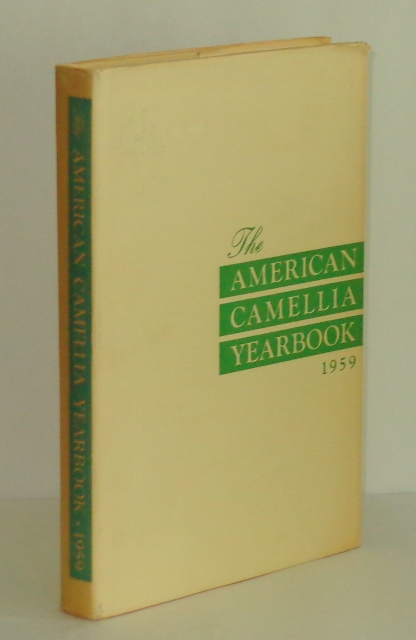 The
AMERICAN
CAMELLIA
YEARBOOK
1959
The AMERICAN CAMELLIA YEARBOOK · 1959